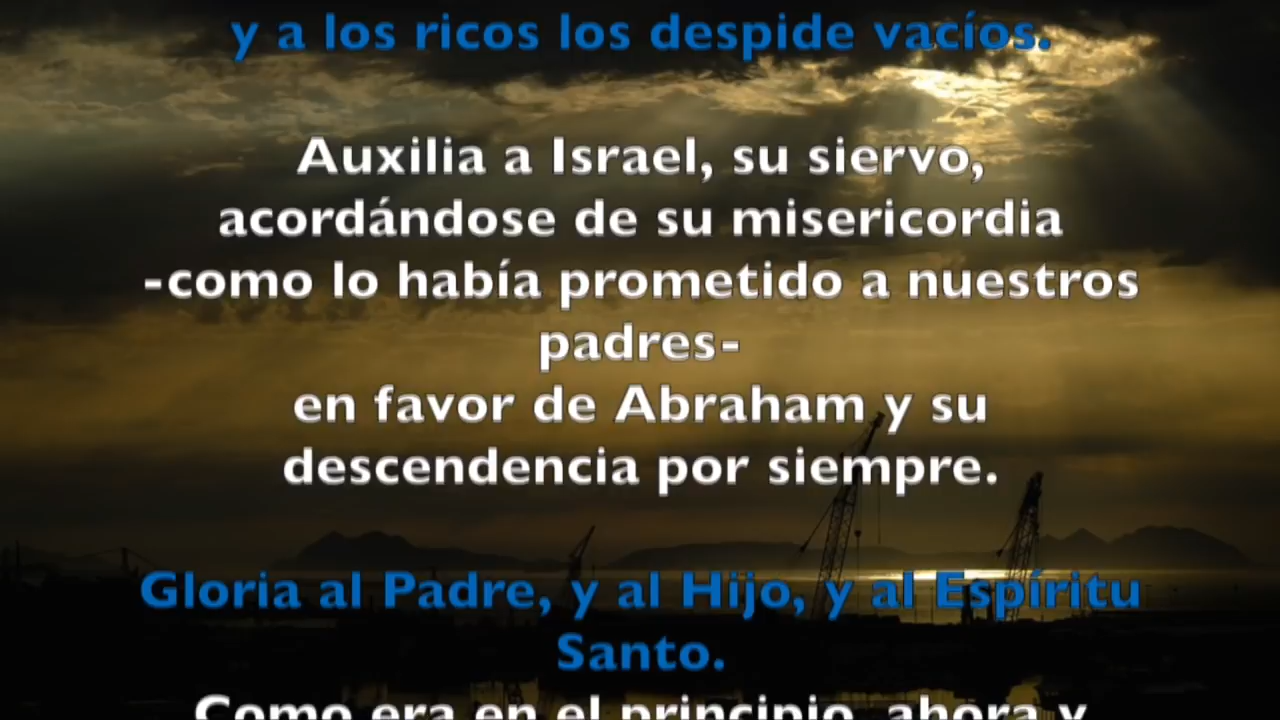 y a los ricos los despide vacíos.
Auxilia a Israel, su siervo,
acordándose de su misericordia
-como lo había prometido a nuestros
padres-
en favor de Abraham y su
descendencia por siempre.
Gloria al Padre, y al Hijo, y al Espíritu
Santo.
Como era en el principio, ahora y